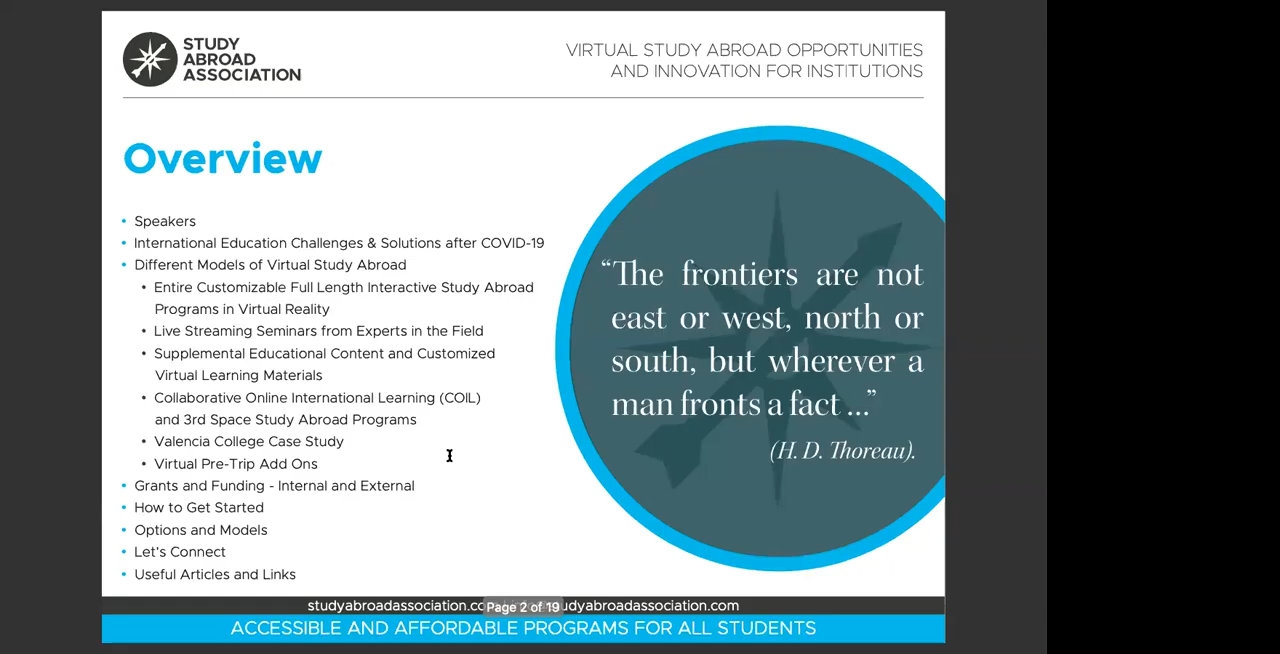 STUDY
ABROAD
ASSOCIATION
VIRTUAL STUDY ABROAD OPPORTUNITIES
AND INNOVATION FOR INSTITUTIONS
Overview
• Speakers
• International Education Challenges & Solutions after COVID-19
• Different Models of Virtual Study Abroad
• Entire Customizable Full Length Interactive Study Abroad
Programs in Virtual Reality
• Live Streaming Seminars from Experts in the Field
• Supplemental Educational Content and Customized
Virtual Learning Materials
• Collaborative Online International Learning (COIL)
and 3rd Space Study Abroad Programs
• Valencia College Case Study
• Virtual Pre-Trip Add Ons
• Grants and Funding - Internal and External
• How to Get Started
• Options and Models
• Let's Connect
• Useful Articles and Links
“The frontiers are not
east or west, north or
south, but wherever a
man fronts a fact ...”
(H. D. Thoreau).
studyabroadassociation.co
Page 2 of 19
udyabroadassociation.com
ACCESSIBLE AND AFFORDABLE PROGRAMS FOR ALL STUDENTS